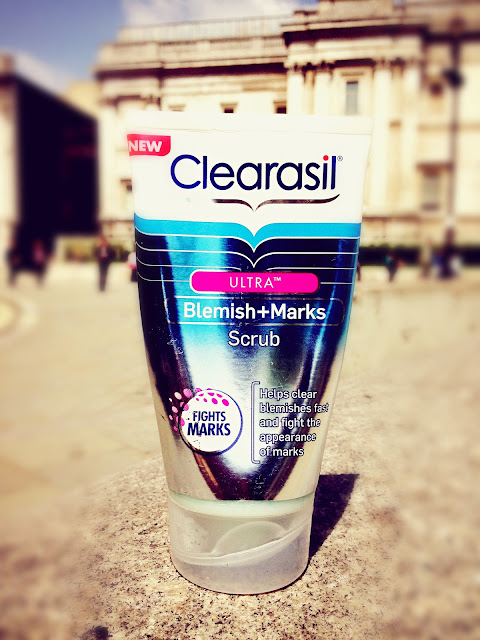 NEW
Clearasil®
ULTRA™
Blemish+Marks
Scrub
FIGHTS
MARKS
Helps clear
blemishes fast
and fight the
appearance
of marks